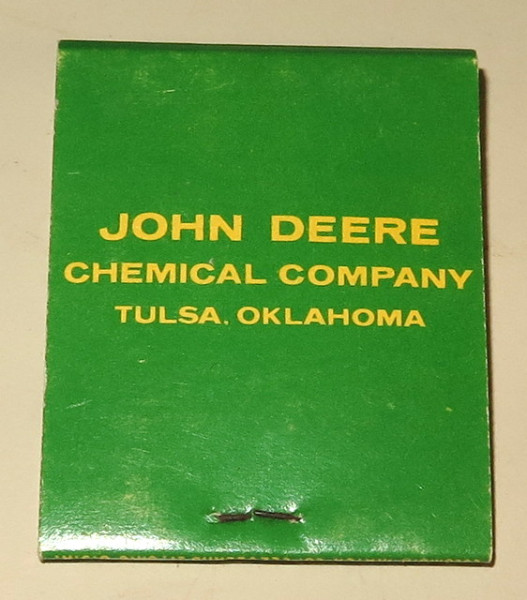 JOHN DEERE
CHEMICAL COMPANY
TULSA, OKLAHOMA